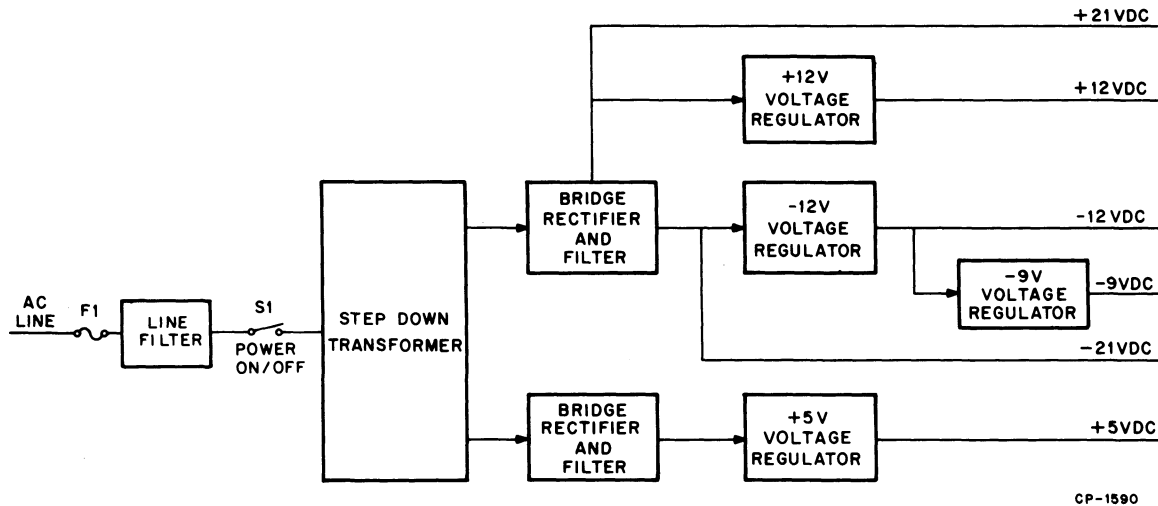 +21VDC
+12V
VOLTAGE
REGULATOR
+12VDC
BRIDGE
RECTIFIER
AND
FILTER
-12V
VOLTAGE
REGULATOR
-12VDC
-9V
VOLTAGE
REGULATOR
-9VDC
AC
LINE
F1
LINE
FILTER
S1
POWER
ON/OFF
STEP DOWN
TRANSFORMER
-21VDC
BRIDGE
RECTIFIER
AND
FILTER
+5V
VOLTAGE
REGULATOR
+5VDC
CP-1590